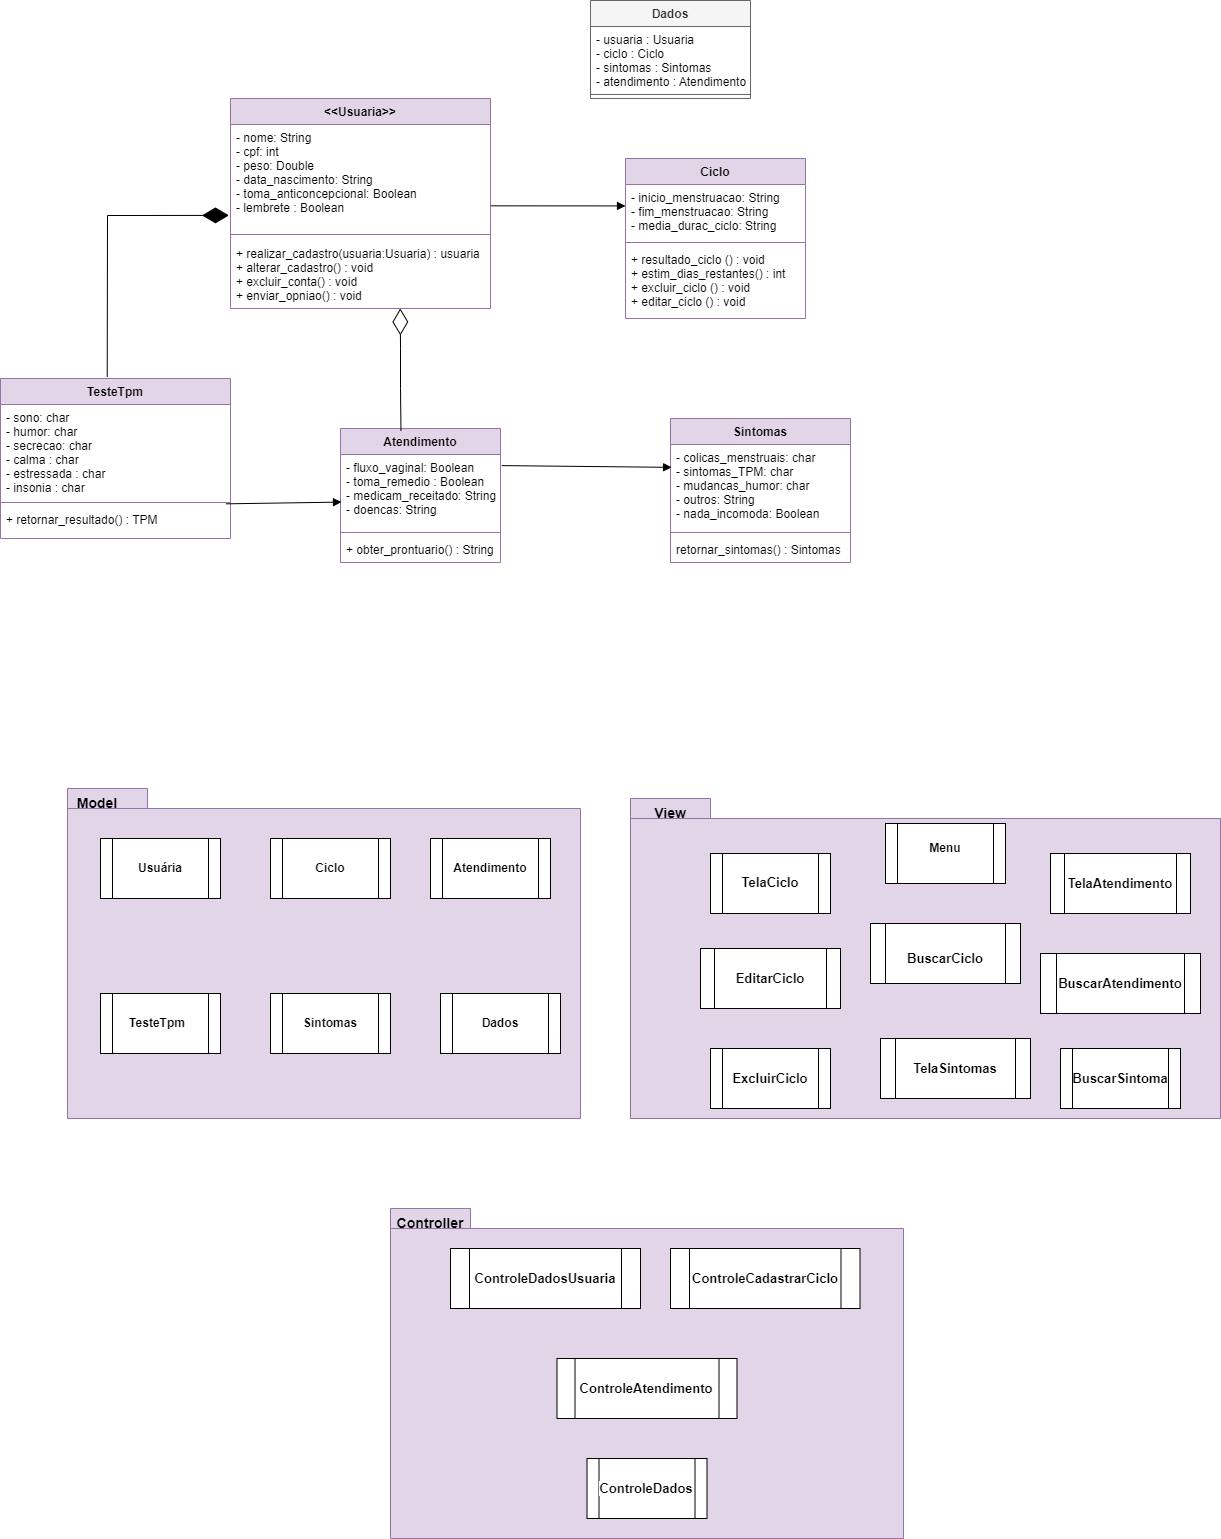 Dados
- usuaria : Usuaria
- ciclo : Ciclo
- sintomas : Sintomas
- atendimento : Atendimento
<<Usuaria>>
- nome: String
- cpf: int
- peso: Double
- data_nascimento: String
- toma_anticoncepcional: Boolean
- lembrete : Boolean
+ realizar_cadastro(usuaria:Usuaria) : usuaria
+ alterar_cadastro() : void
+ excluir_conta() : void
+ enviar_opniao() : void
Ciclo
- inicio_menstruacao: String
- fim_menstruacao: String
- media_durac_ciclo: String
+ resultado_ciclo () : void
+ estim_dias_restantes() : int
+ excluir_ciclo () : void
+ editar_ciclo () : void
TesteTpm
- sono: char
- humor: char
- secrecao: char
- calma : char
- estressada : char
- insonia : char
+ retornar_resultado() : TPM
Atendimento
- fluxo_vaginal: Boolean
- toma_remedio : Boolean
- medicam_receitado: String
- doencas: String
+ obter_prontuario() : String
Sintomas
- colicas_menstruais: char
- sintomas_TPM: char
- mudancas_humor: char
- outros: String
- nada_incomoda: Boolean
retornar_sintomas() : Sintomas
Model
Usuária
Ciclo
Atendimento
TesteTpm
Sintomas
Dados
View
Menu
TelaCiclo
TelaAtendimento
BuscarCiclo
EditarCiclo
BuscarAtendimento
TelaSintomas
ExcluirCiclo
BuscarSintoma
Controller
ControleDadosUsuaria
ControleCadastrarCiclo
ControleAtendimento
ControleDados